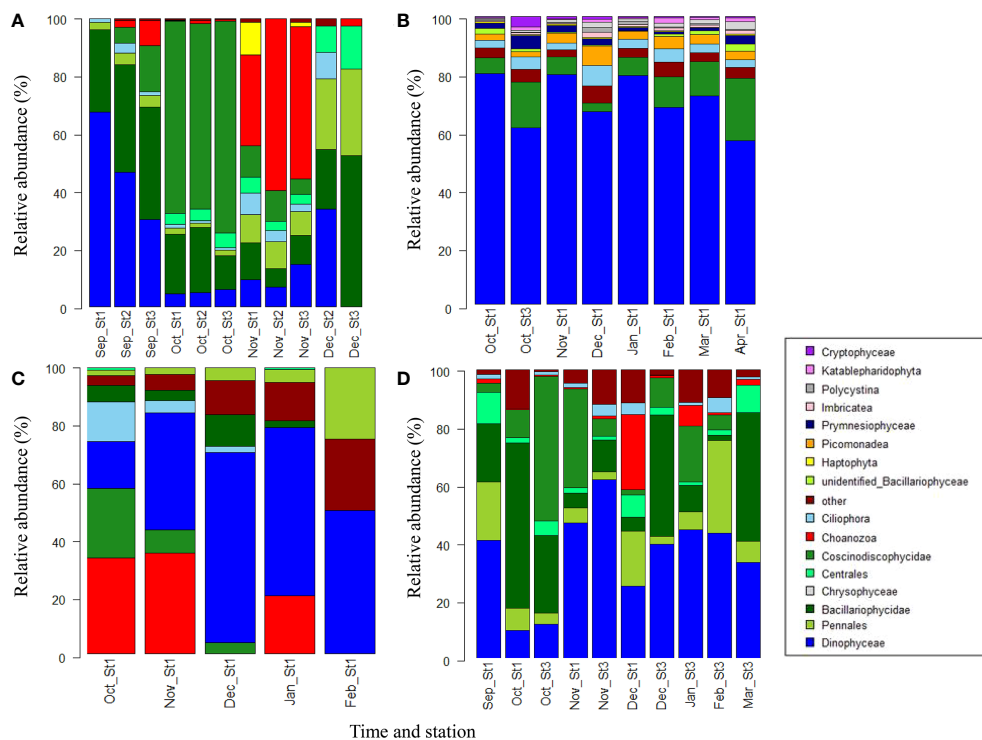 A
Relative abundance (%)
100
80
60
40
20
0
Sep_St1
Sep_St2
Sep_St3
Oct_St1
Oct_St2
Oct_St3
Nov_St1
Nov_St2
Nov_St3
Dec_St2
Dec_St3
B
Relative abundance (%)
100
80
60
40
20
0
Oct_St1
Oct_St3
Nov_St1
Dec_St1
Jan_St1
Feb_St1
Mar_St1
Apr_St1
C
Relative abundance (%)
100
80
60
40
20
0
Oct_St1
Nov_St1
Dec_St1
Jan_St1
Feb_St1
D
Relative abundance (%)
100
80
60
40
20
0
Sep_St1
Oct_St1
Oct_St3
Nov_St1
Nov_St3
Dec_St1
Dec_St3
Jan_St3
Feb_St3
Mar_St3
Cryptophyceae
Katablepharidophyta
Polycystina
Imbricatea
Prymnesiophyceae
Picomonadea
Haptophyta
unidentified_Bacillariophyceae
other
Ciliophora
Choanozoa
Coscinodiscophycidae
Centrales
Chrysophyceae
Bacillariophycidae
Pennales
Dinophyceae
Time and station